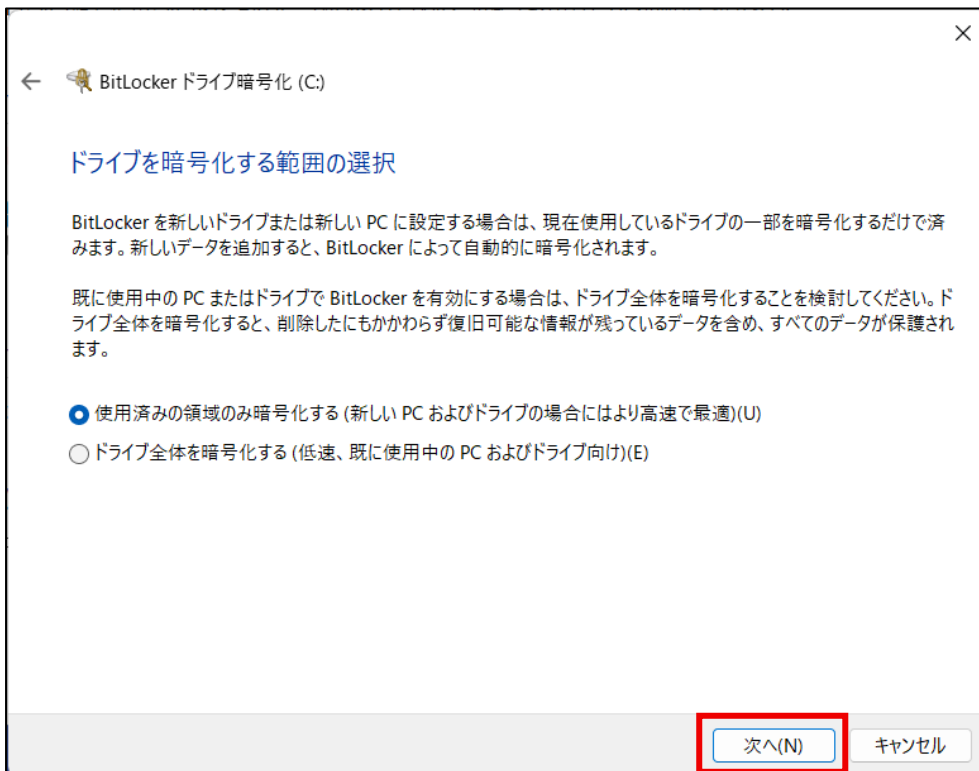 BitLocker ドライブ暗号化 (C:)
ドライブを暗号化する範囲の選択
BitLocker を新しいドライブまたは新しい PC に設定する場合は、現在使用しているドライブの一部を暗号化するだけで済
みます。新しいデータを追加すると、BitLocker によって自動的に暗号化されます。
既に使用中の PC またはドライブで BitLocker を有効にする場合は、ドライブ全体を暗号化することを検討してください。ド
ライブ全体を暗号化すると、削除したにもかかわらず復旧可能な情報が残っているデータを含め、すべてのデータが保護され
ます。
使用済みの領域のみ暗号化する (新しい PC およびドライブの場合にはより高速で最適)(U)
ドライブ全体を暗号化する (低速、既に使用中の PC およびドライブ向け)(E)
次へ(N) キャンセル